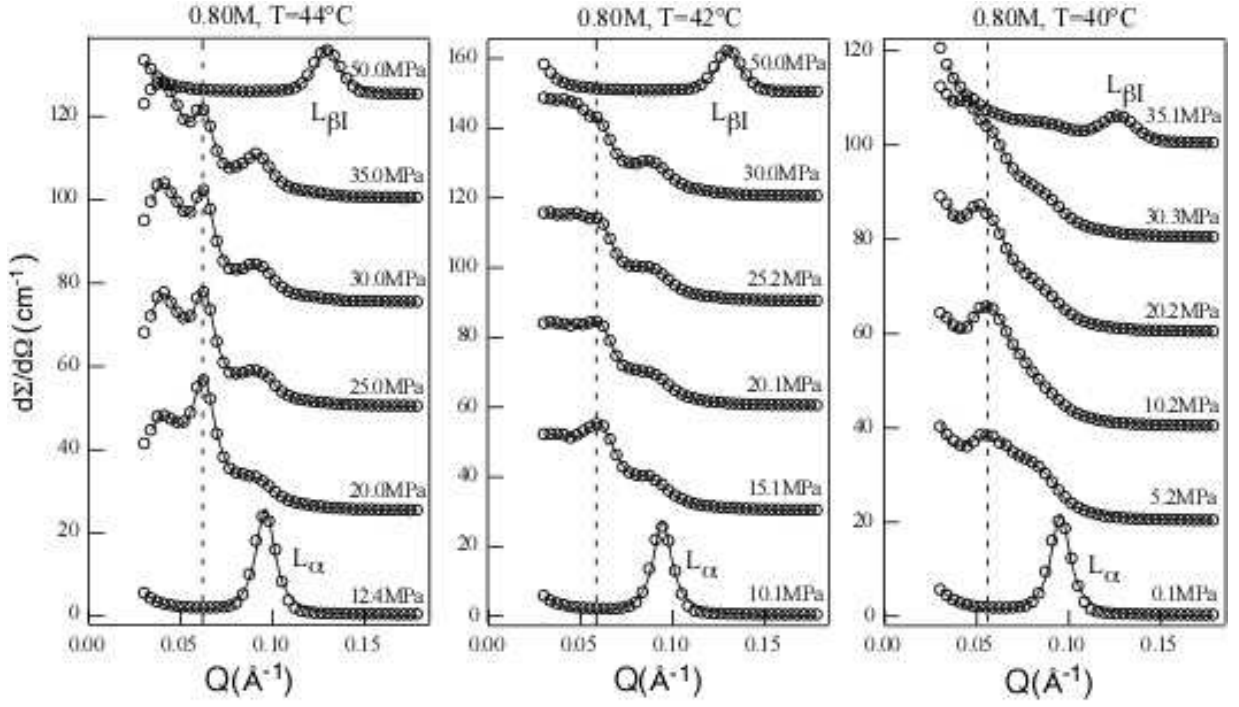 0.80M, T=44°C
0.80M, T=42°C
0.80M, T=40°C
dΣ/dΩ (cm⁻¹)
120
100
80
60
40
20
0
50.0MPa
LβI
35.0MPa
30.0MPa
25.0MPa
20.0MPa
Lα
12.4MPa
0.00
0.05
0.10
0.15
Q(Å⁻¹)
160
140
120
100
80
60
40
20
0
50.0MPa
LβI
30.0MPa
25.2MPa
20.1MPa
15.1MPa
Lα
10.1MPa
0.00
0.05
0.10
0.15
Q(Å⁻¹)
120
100
80
60
40
20
0
LβI
35.1MPa
30.3MPa
20.2MPa
10.2MPa
5.2MPa
Lα
0.1MPa
0.00
0.05
0.10
0.15
Q(Å⁻¹)